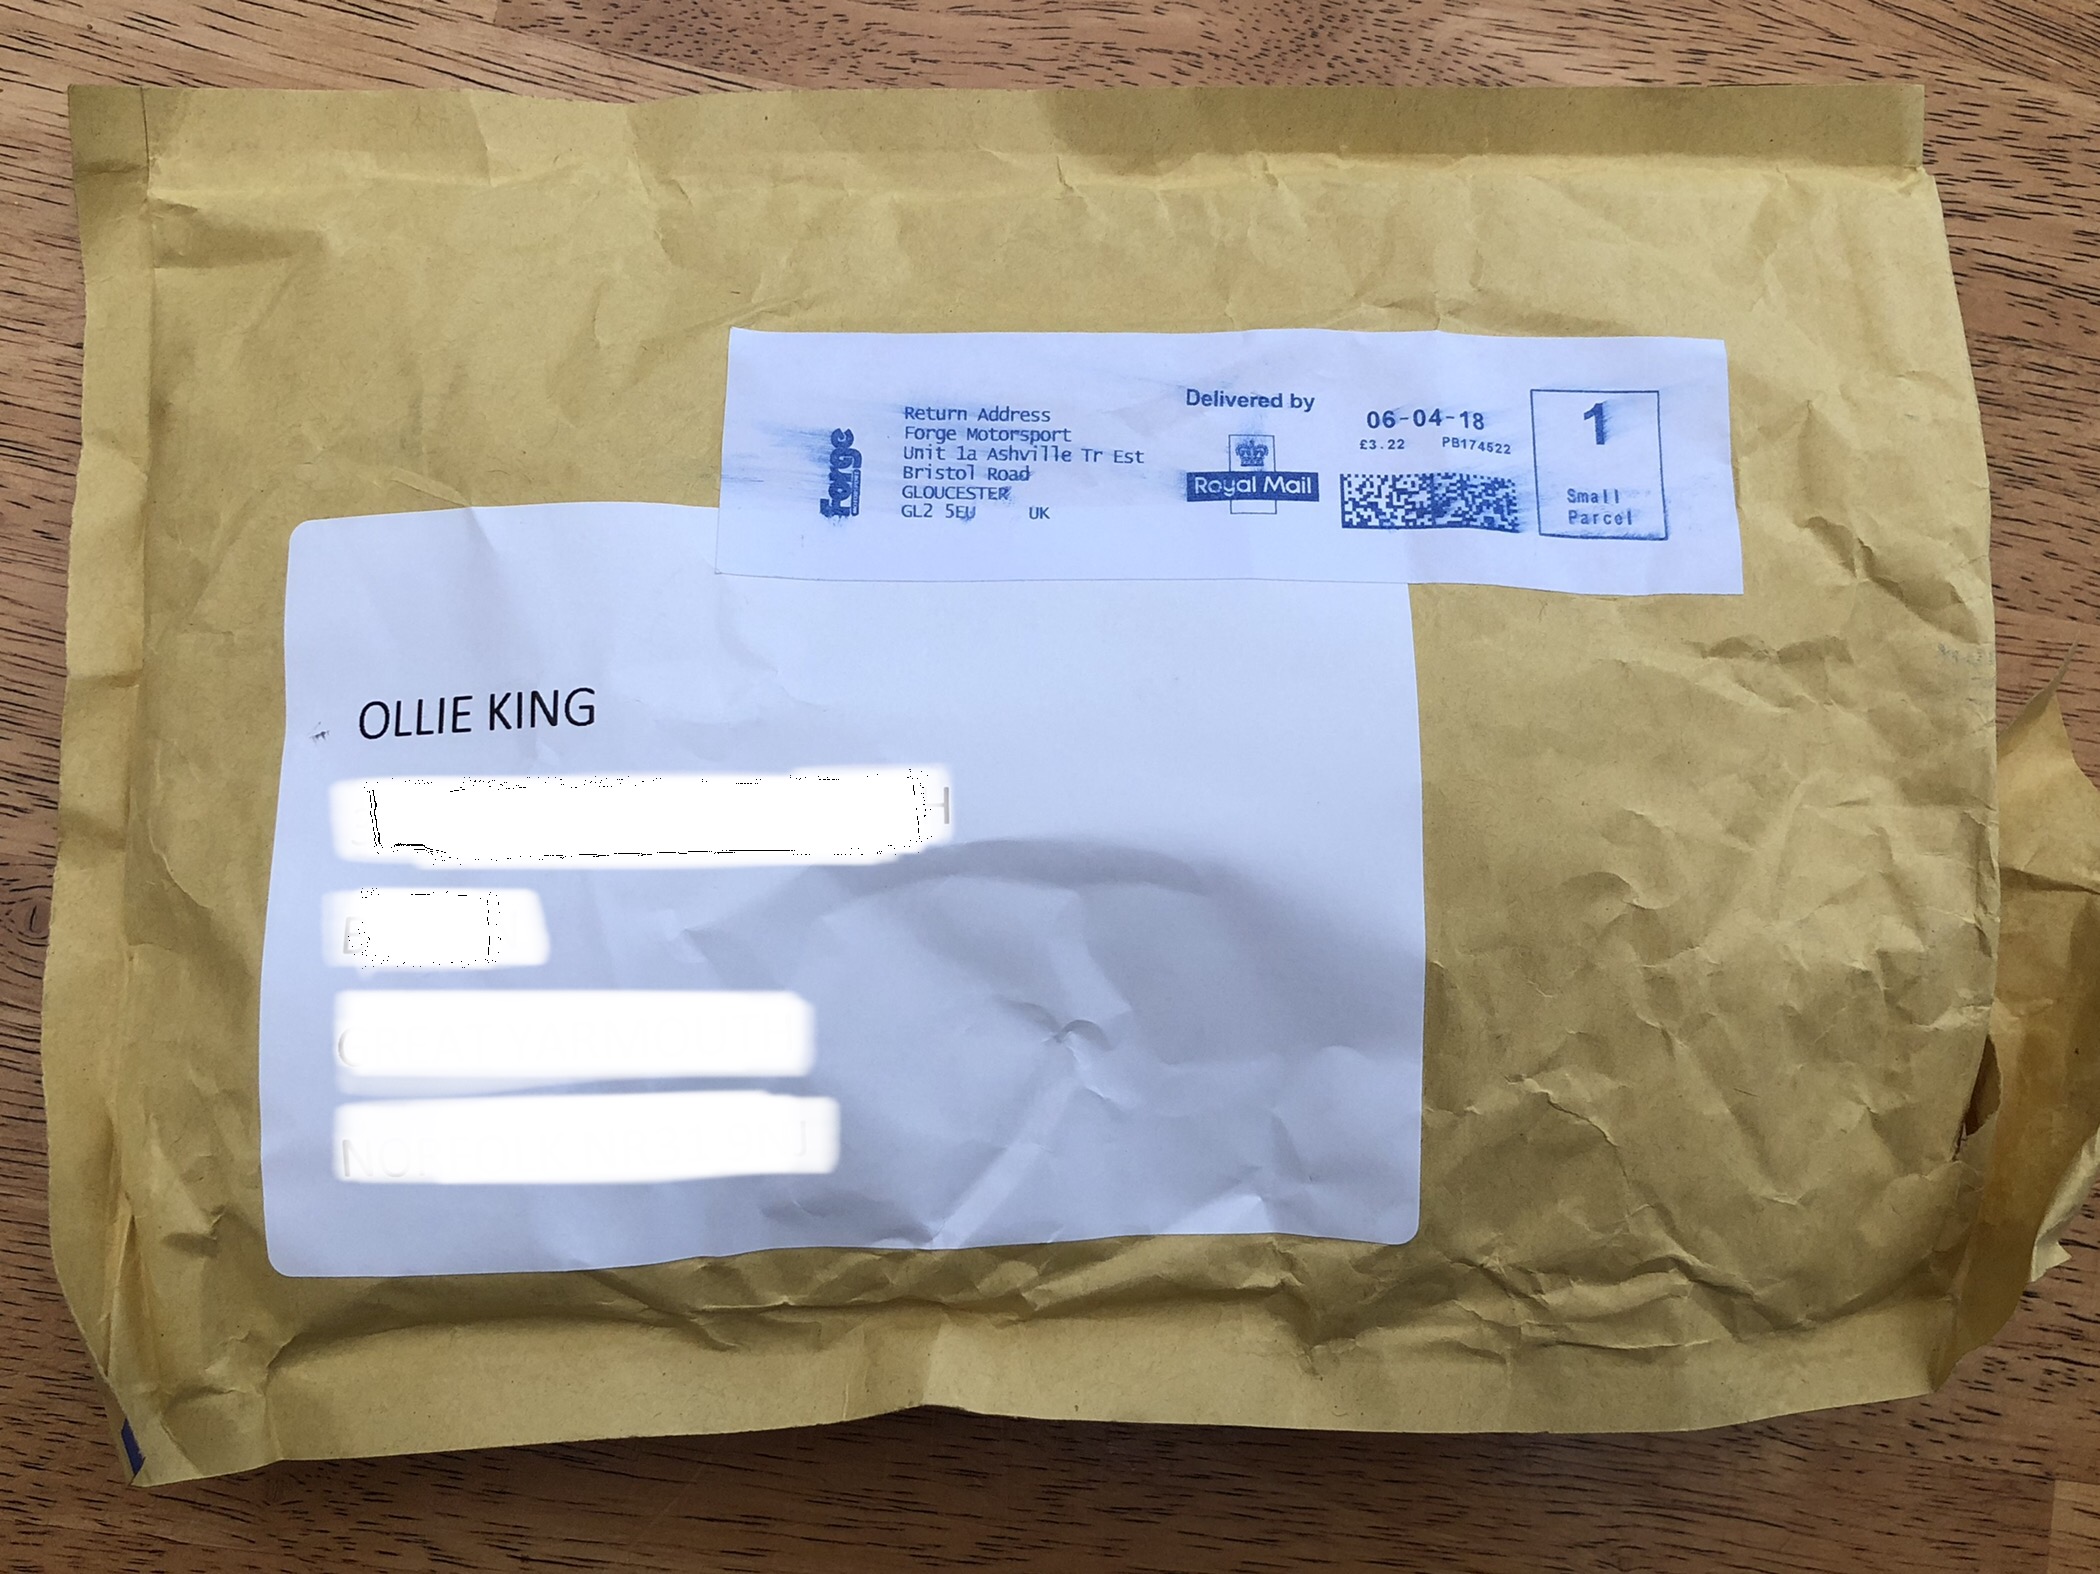 forge
Return Address
Forge Motorsport
Unit 1a Ashville Tr Est
Bristol Road
GLOUCESTER
GL2 5EU UK
Delivered by
Royal Mail
06-04-18
£3.22 PB174522
1
Small
Parcel
OLLIE KING